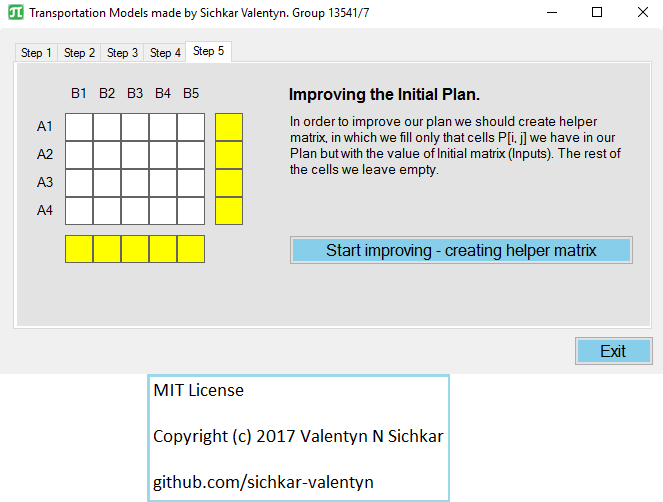 Transportation Models made by Sichkar Valentyn. Group 13541/7
Step 1 Step 2 Step 3 Step 4 Step 5
B1 B2 B3 B4 B5
A1
A2
A3
A4
Improving the Initial Plan.
In order to improve our plan we should create helper
matrix, in which we fill only that cells P[i, j] we have in our
Plan but with the value of Initial matrix (Inputs). The rest of
the cells we leave empty.
Start improving - creating helper matrix
Exit
MIT License
Copyright (c) 2017 Valentyn N Sichkar
github.com/sichkar-valentyn